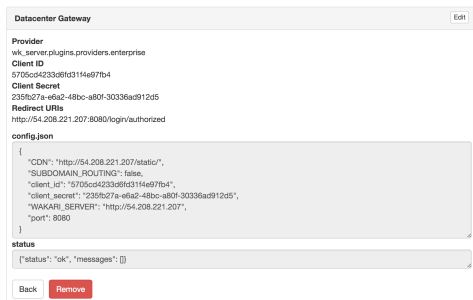 Datacenter Gateway
Edit
Provider
wk_server.plugins.providers.enterprise
Client ID
5705cd4233d6fd31f4e97fb4
Client Secret
235fb27a-e6a2-48bc-a80f-30336ad912d5
Redirect URIs
http://54.208.221.207:8080/login/authorized
config.json
{
"CDN": "http://54.208.221.207/static/",
"SUBDOMAIN_ROUTING": false,
"client_id": "5705cd4233d6fd31f4e97fb4",
"client_secret": "235fb27a-e6a2-48bc-a80f-30336ad912d5",
"WAKARI_SERVER": "http://54.208.221.207",
"port": 8080
}
status
{"status": "ok", "messages": []}
Back
Remove